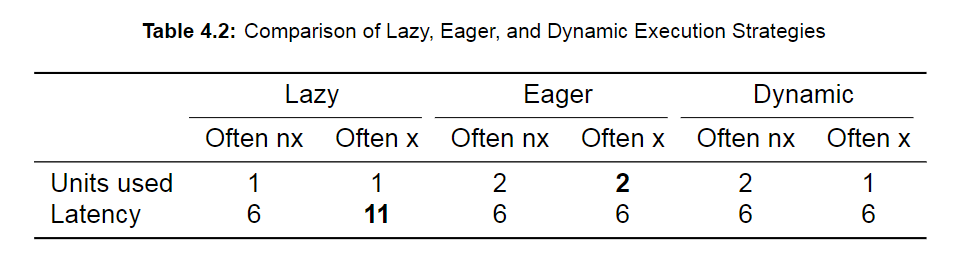 Table 4.2: Comparison of Lazy, Eager, and Dynamic Execution Strategies
Lazy Eager Dynamic
Often nx Often x Often nx Often x Often nx Often x
Units used 1 1 2 2 2 1
Latency 6 11 6 6 6 6